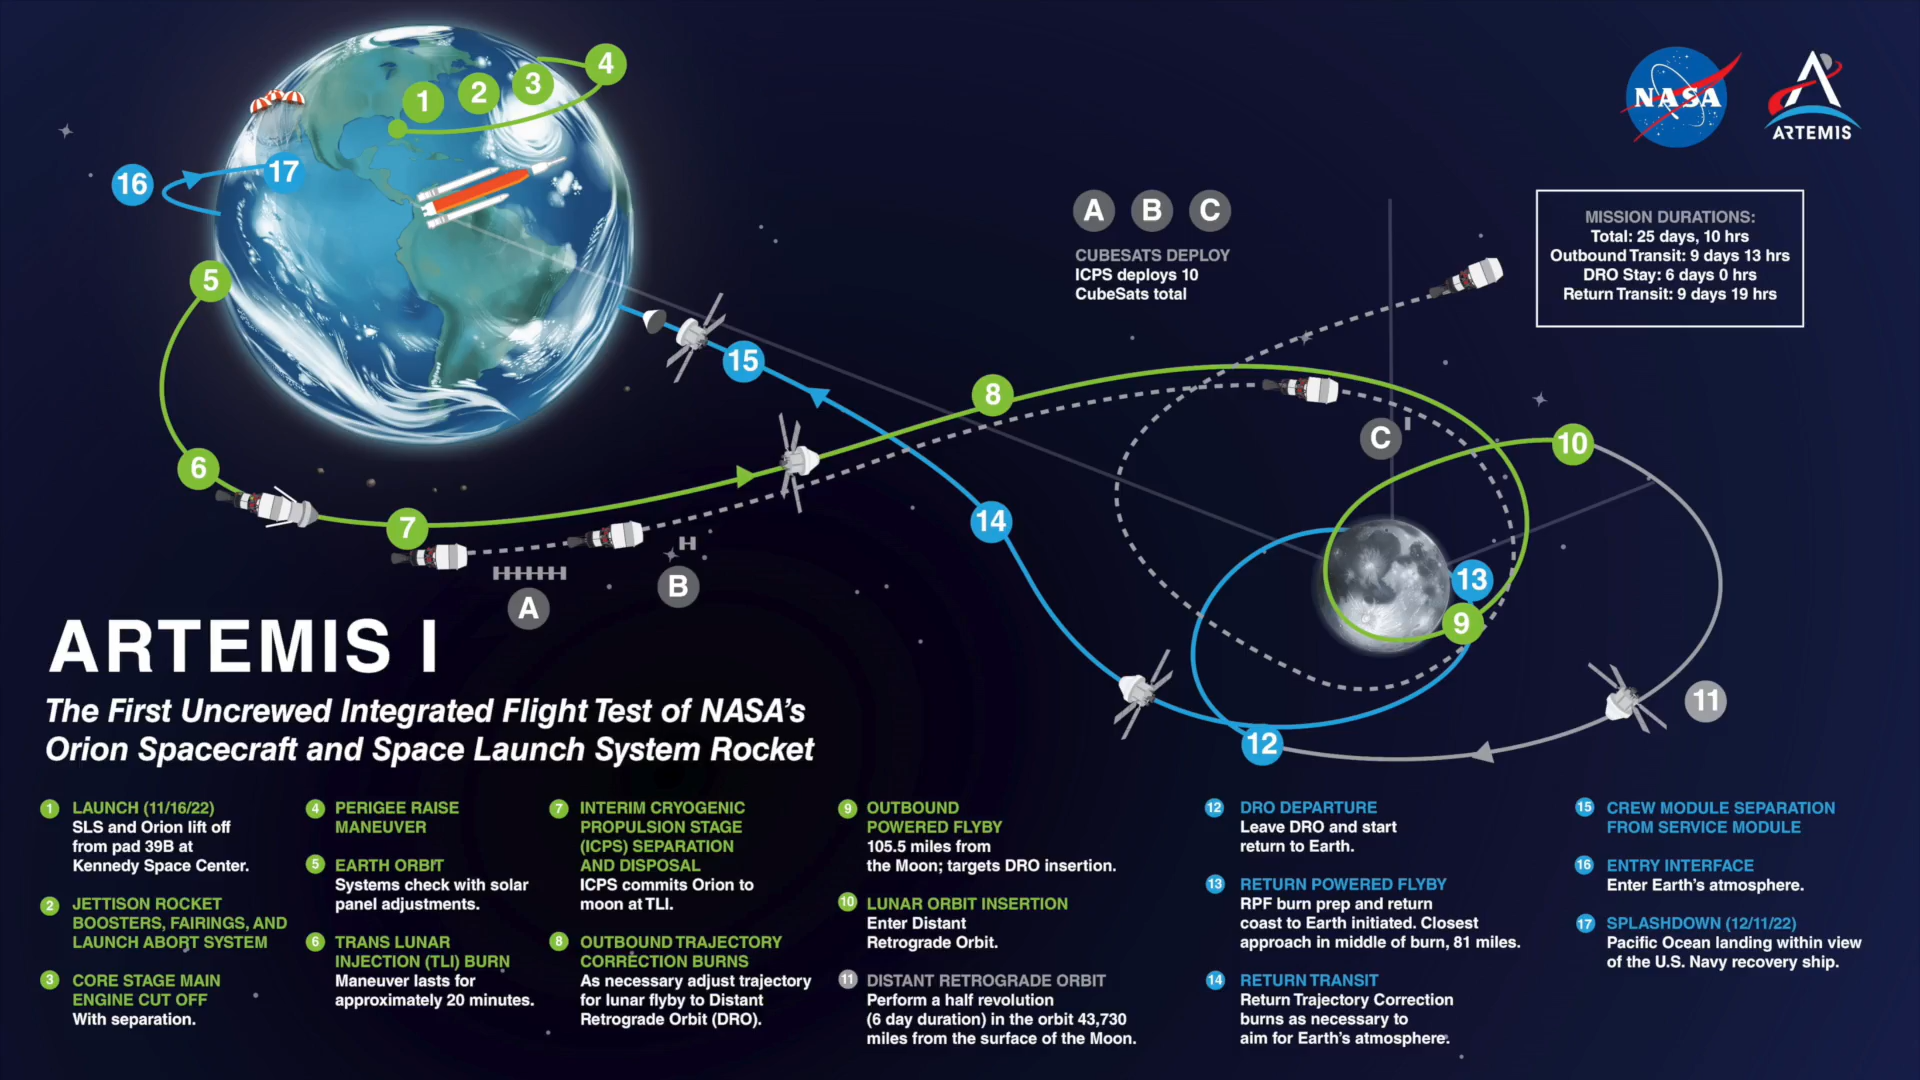 NASA
ARTEMIS
1
2
3
4
16
17
5
6
7
8
15
14
10
13
9
11
12
A B C
CUBESATS DEPLOY
ICPS deploys 10
CubeSats total
MISSION DURATIONS:
Total: 25 days, 10 hrs
Outbound Transit: 9 days 13 hrs
DRO Stay: 6 days 0 hrs
Return Transit: 9 days 19 hrs
C
B
A
ARTEMIS I
The First Uncrewed Integrated Flight Test of NASA's
Orion Spacecraft and Space Launch System Rocket
1 LAUNCH (11/16/22)
SLS and Orion lift off
from pad 39B at
Kennedy Space Center.
2 JETTISON ROCKET
BOOSTERS, FAIRINGS, AND
LAUNCH ABORT SYSTEM
3 CORE STAGE MAIN
ENGINE CUT OFF
With separation.
4 PERIGEE RAISE
MANEUVER
5 EARTH ORBIT
Systems check with solar
panel adjustments.
6 TRANS LUNAR
INJECTION (TLI) BURN
Maneuver lasts for
approximately 20 minutes.
7 INTERIM CRYOGENIC
PROPULSION STAGE
(ICPS) SEPARATION
AND DISPOSAL
ICPS commits Orion to
moon at TLI.
8 OUTBOUND TRAJECTORY
CORRECTION BURNS
As necessary adjust trajectory
for lunar flyby to Distant
Retrograde Orbit (DRO).
9 OUTBOUND
POWERED FLYBY
105.5 miles from
the Moon; targets DRO insertion.
10 LUNAR ORBIT INSERTION
Enter Distant
Retrograde Orbit.
11 DISTANT RETROGRADE ORBIT
Perform a half revolution
(6 day duration) in the orbit 43,730
miles from the surface of the Moon.
12 DRO DEPARTURE
Leave DRO and start
return to Earth.
13 RETURN POWERED FLYBY
RPF burn prep and return
coast to Earth initiated. Closest
approach in middle of burn, 81 miles.
14 RETURN TRANSIT
Return Trajectory Correction
burns as necessary to
aim for Earth's atmosphere.
15 CREW MODULE SEPARATION
FROM SERVICE MODULE
16 ENTRY INTERFACE
Enter Earth's atmosphere.
17 SPLASHDOWN (12/11/22)
Pacific Ocean landing within view
of the U.S. Navy recovery ship.